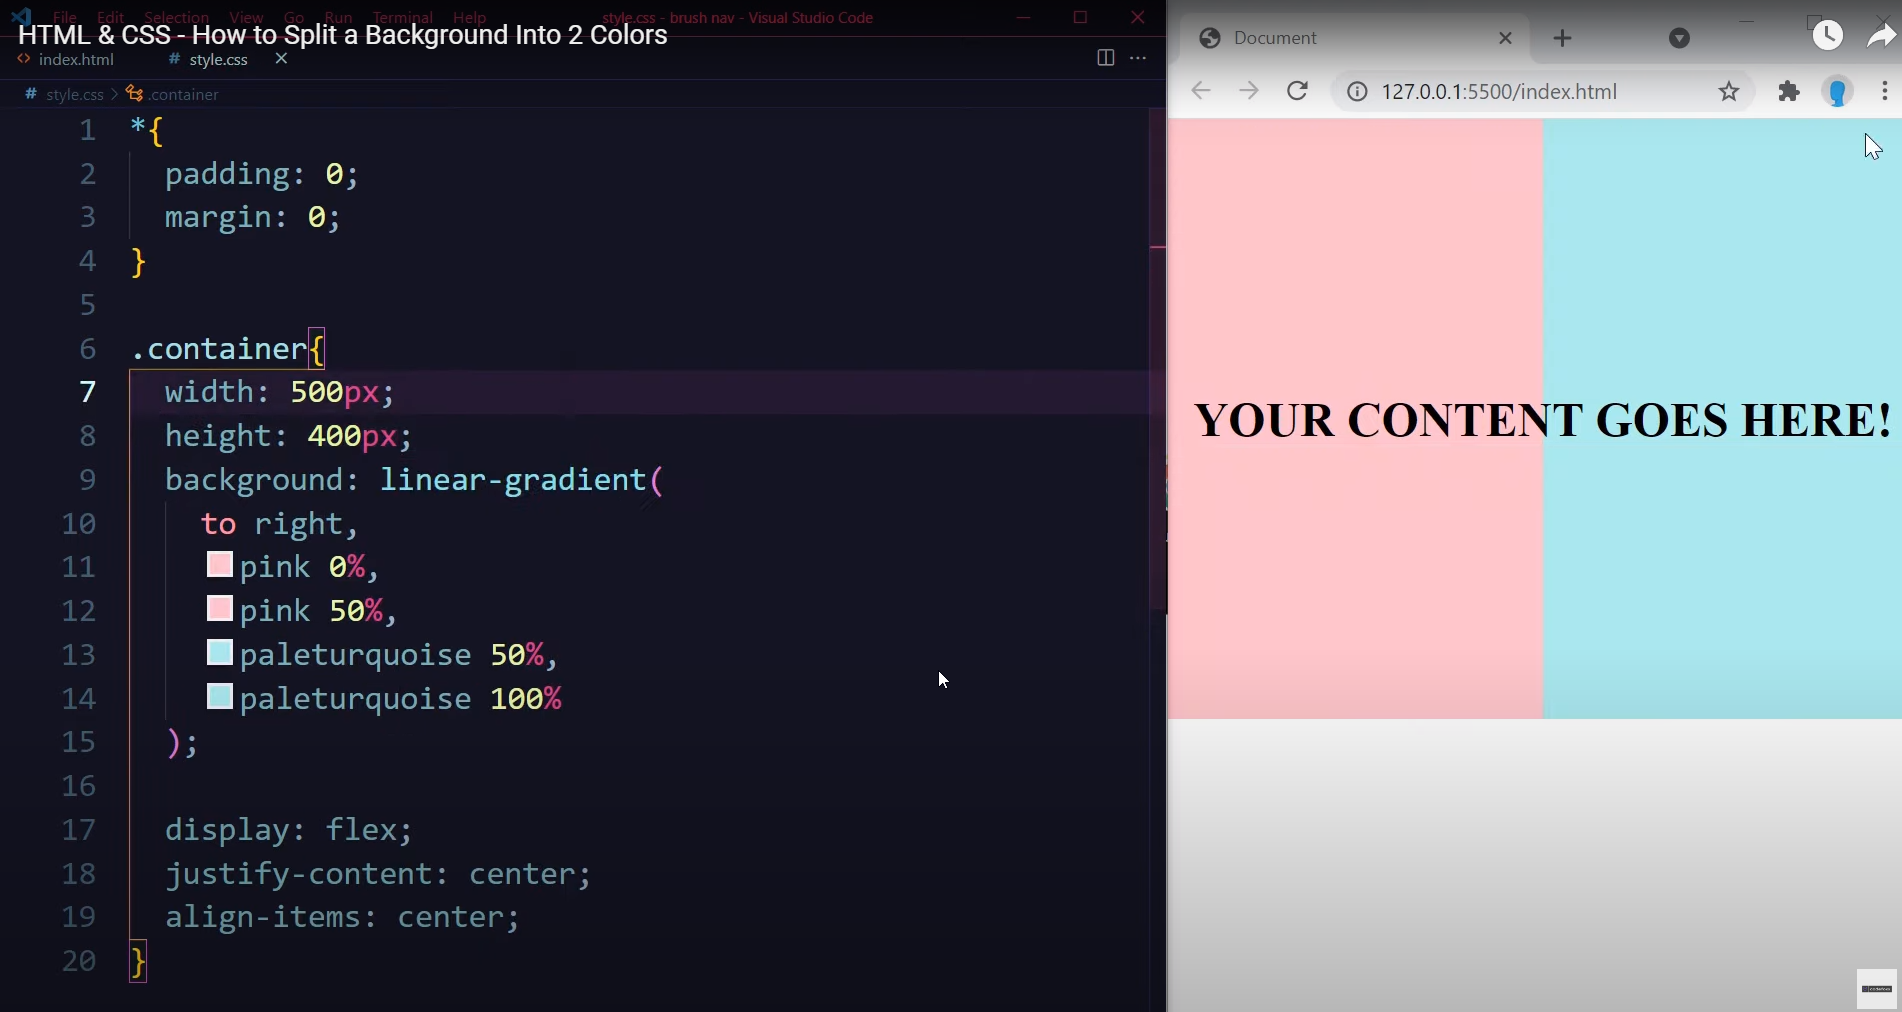 File Edit Selection View Go Run Terminal Help style.css - brush nav - Visual Studio Code
HTML & CSS - How to Split a Background Into 2 Colors
index.html # style.css
# style.css > .container
1 *{
2 padding: 0;
3 margin: 0;
4 }
5
6 .container{
7 width: 500px;
8 height: 400px;
9 background: linear-gradient(
10 to right,
11 pink 0%,
12 pink 50%,
13 paleturquoise 50%,
14 paleturquoise 100%
15 );
16
17 display: flex;
18 justify-content: center;
19 align-items: center;
20 }
Document
127.0.0.1:5500/index.html
YOUR CONTENT GOES HERE!